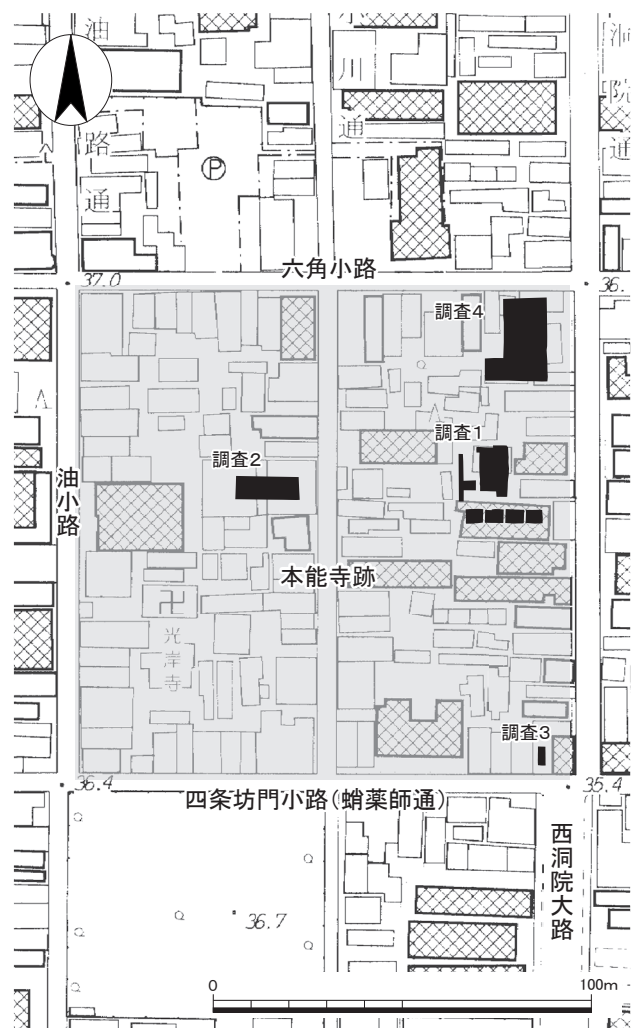 油
路
通
川
通
洞
院
通
Ⓟ
六角小路
37.0
36.
調査4
調査1
調査2
油小路
本能寺跡
卍
光岸寺
調査3
36.4
四条坊門小路(蛸薬師通)
35.4
西洞院大路
36.7
0
100m